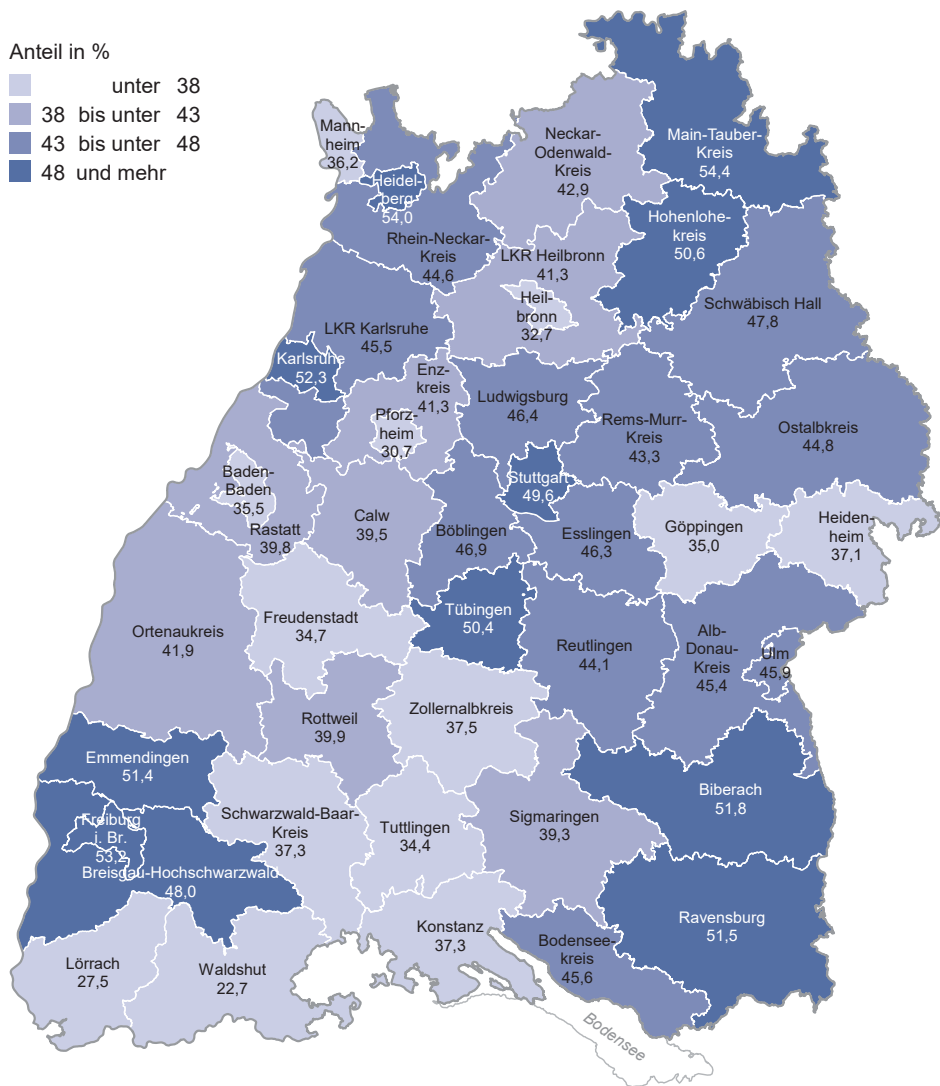 Anteil in %
unter 38
38 bis unter 43
43 bis unter 48
48 und mehr
Mann-
heim
36,2
Heidel-
berg
54,0
Neckar-
Odenwald-
Kreis
42,9
Main-Tauber-
Kreis
54,4
Hohenlohe-
kreis
50,6
Rhein-Neckar-
Kreis
44,6
LKR Heilbronn
41,3
Heil-
bronn
32,7
Schwäbisch Hall
47,8
LKR Karlsruhe
45,5
Karlsruhe
52,3
Enz-
kreis
41,3
Pforz-
heim
30,7
Ludwigsburg
46,4
Rems-Murr-
Kreis
43,3
Ostalbkreis
44,8
Baden-
Baden
35,5
Rastatt
39,8
Calw
39,5
Stuttgart
49,6
Böblingen
46,9
Esslingen
46,3
Göppingen
35,0
Heiden-
heim
37,1
Ortenaukreis
41,9
Freudenstadt
34,7
Tübingen
50,4
Reutlingen
44,1
Alb-
Donau-
Kreis
45,4
Ulm
45,9
Rottweil
39,9
Zollernalbkreis
37,5
Emmendingen
51,4
Biberach
51,8
Freiburg
i. Br.
53,2
Breisgau-Hochschwarzwald
48,0
Schwarzwald-Baar-
Kreis
37,3
Tuttlingen
34,4
Sigmaringen
39,3
Ravensburg
51,5
Konstanz
37,3
Bodensee-
kreis
45,6
Lörrach
27,5
Waldshut
22,7
Bodensee